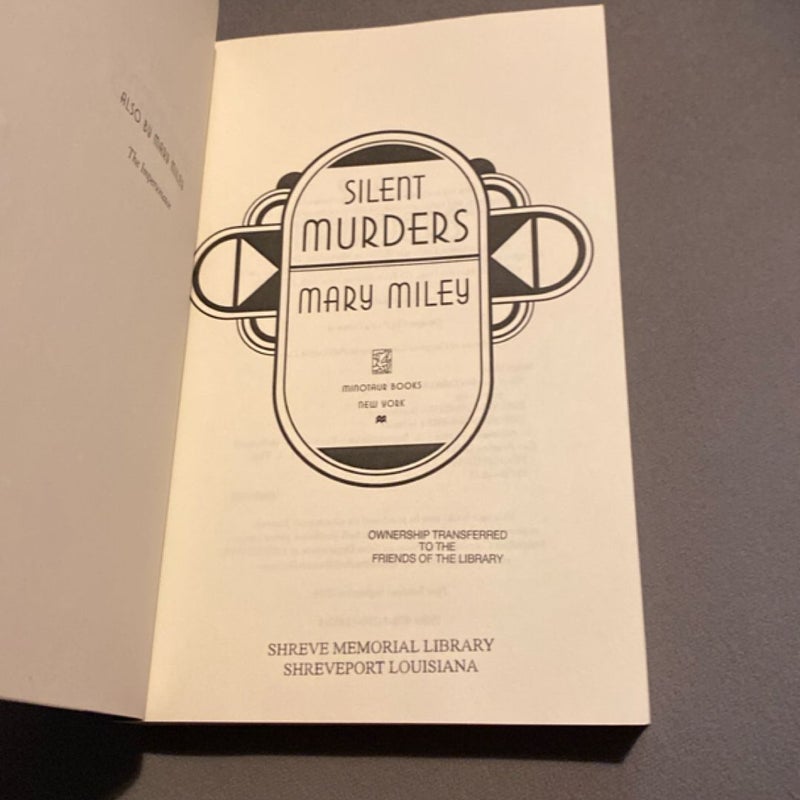 ALSO BY MARY MILEY
The Impersonator
SILENT
MURDERS
MARY MILEY
MINOTAUR BOOKS
NEW YORK
OWNERSHIP TRANSFERRED
TO THE
FRIENDS OF THE LIBRARY
SHREVE MEMORIAL LIBRARY
SHREVEPORT LOUISIANA